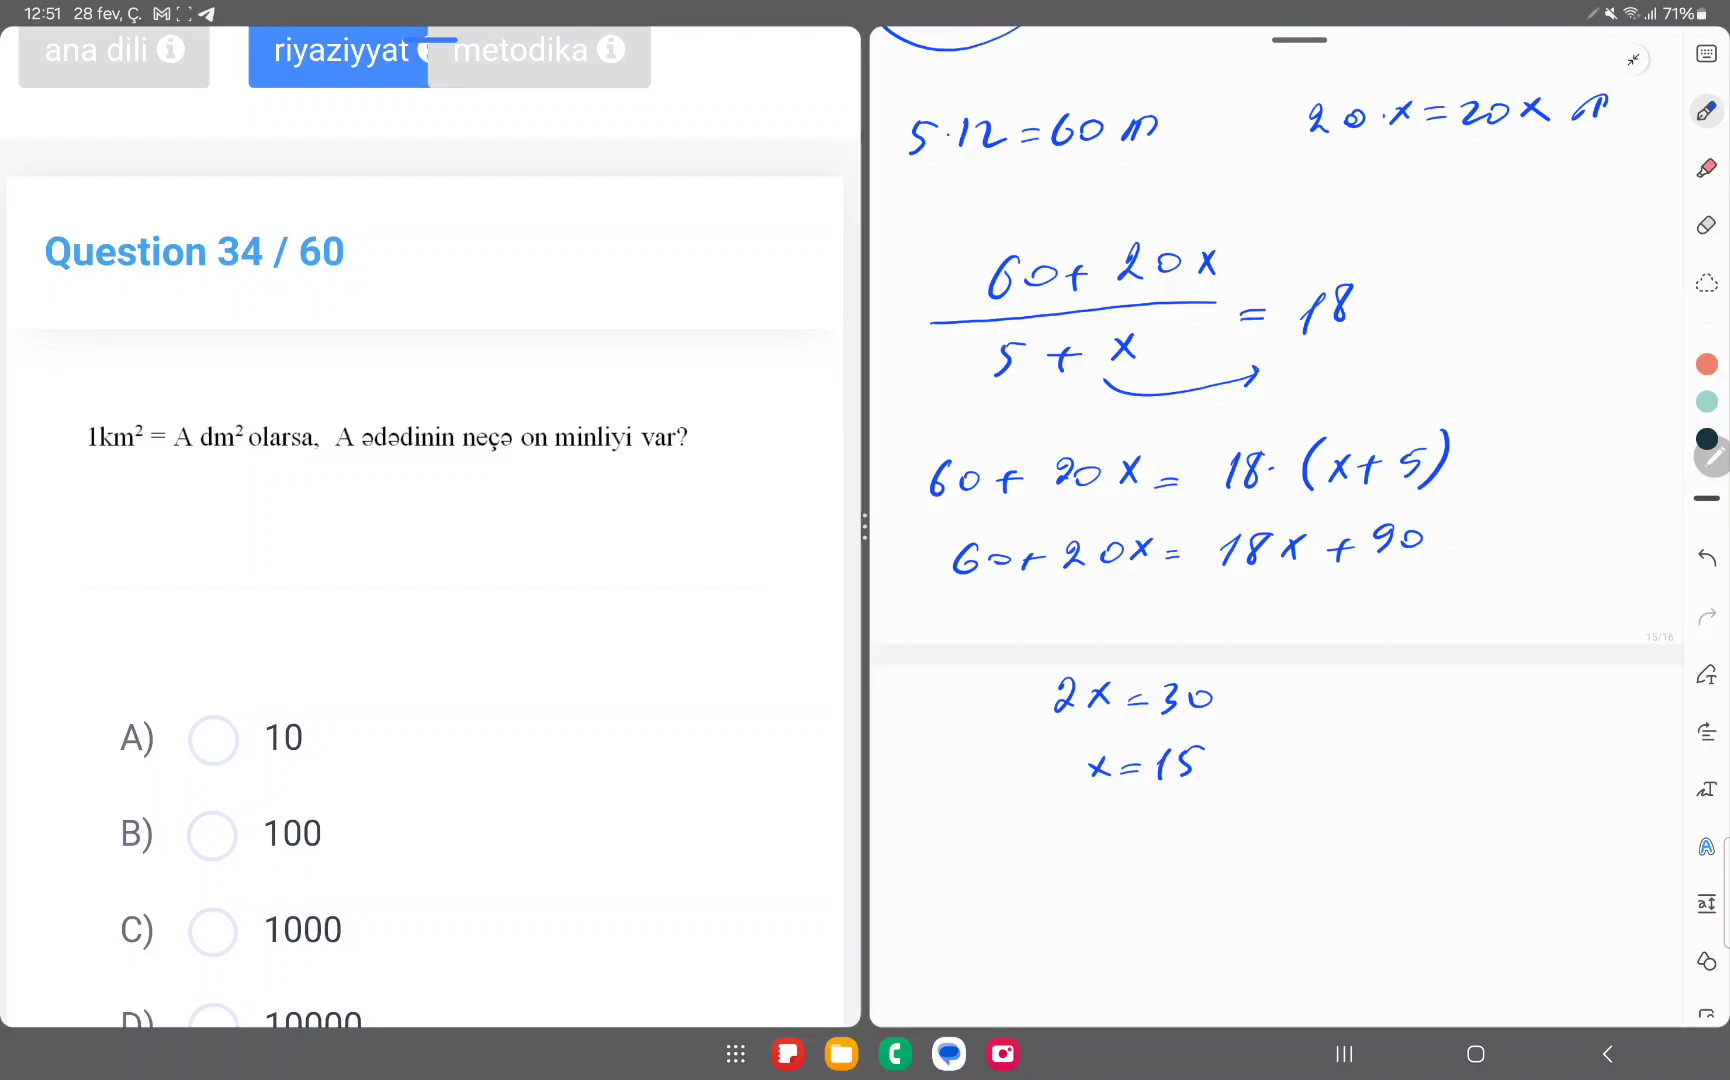 12:51 28 fev, Ç.
71%
ana dili
riyaziyyat
metodika
Question 34 / 60
1km² = A dm² olarsa, A ədədinin neçə on minliyi var?
A) 10
B) 100
C) 1000
D) 10000
5·12=60 m
20·x=20x
60+20x
5+x
= 18
60+20x= 18·(x+5)
60+20x= 18x+90
15/16
2x=30
x=15